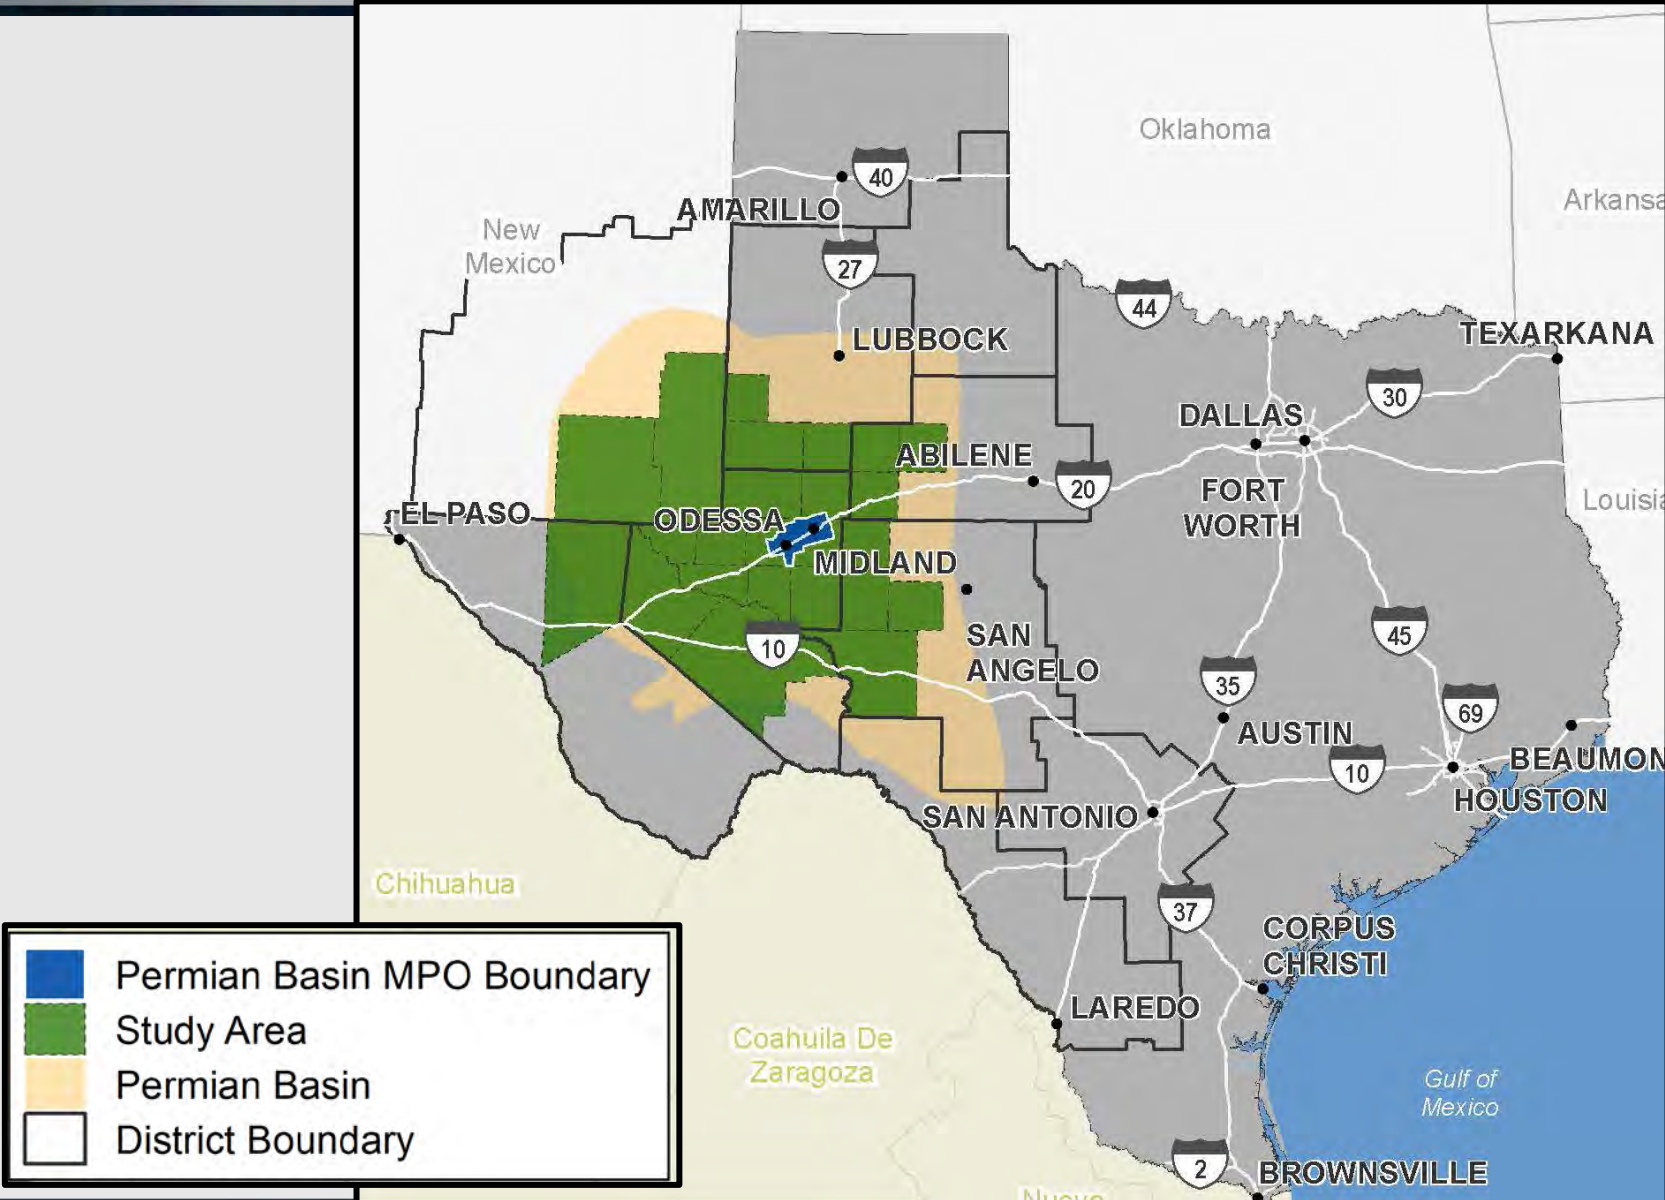 Oklahoma
40
Arkansa
AMARILLO
New
Mexico
27
44
LUBBOCK
TEXARKANA
30
DALLAS
ABILENE
20
FORT
WORTH
Louisia
EL PASO
ODESSA
MIDLAND
10
SAN
ANGELO
45
35
69
AUSTIN
10
BEAUMON
HOUSTON
SAN ANTONIO
Chihuahua
37
CORPUS
CHRISTI
LAREDO
Coahuila De
Zaragoza
Gulf of
Mexico
2
BROWNSVILLE
Permian Basin MPO Boundary
Study Area
Permian Basin
District Boundary